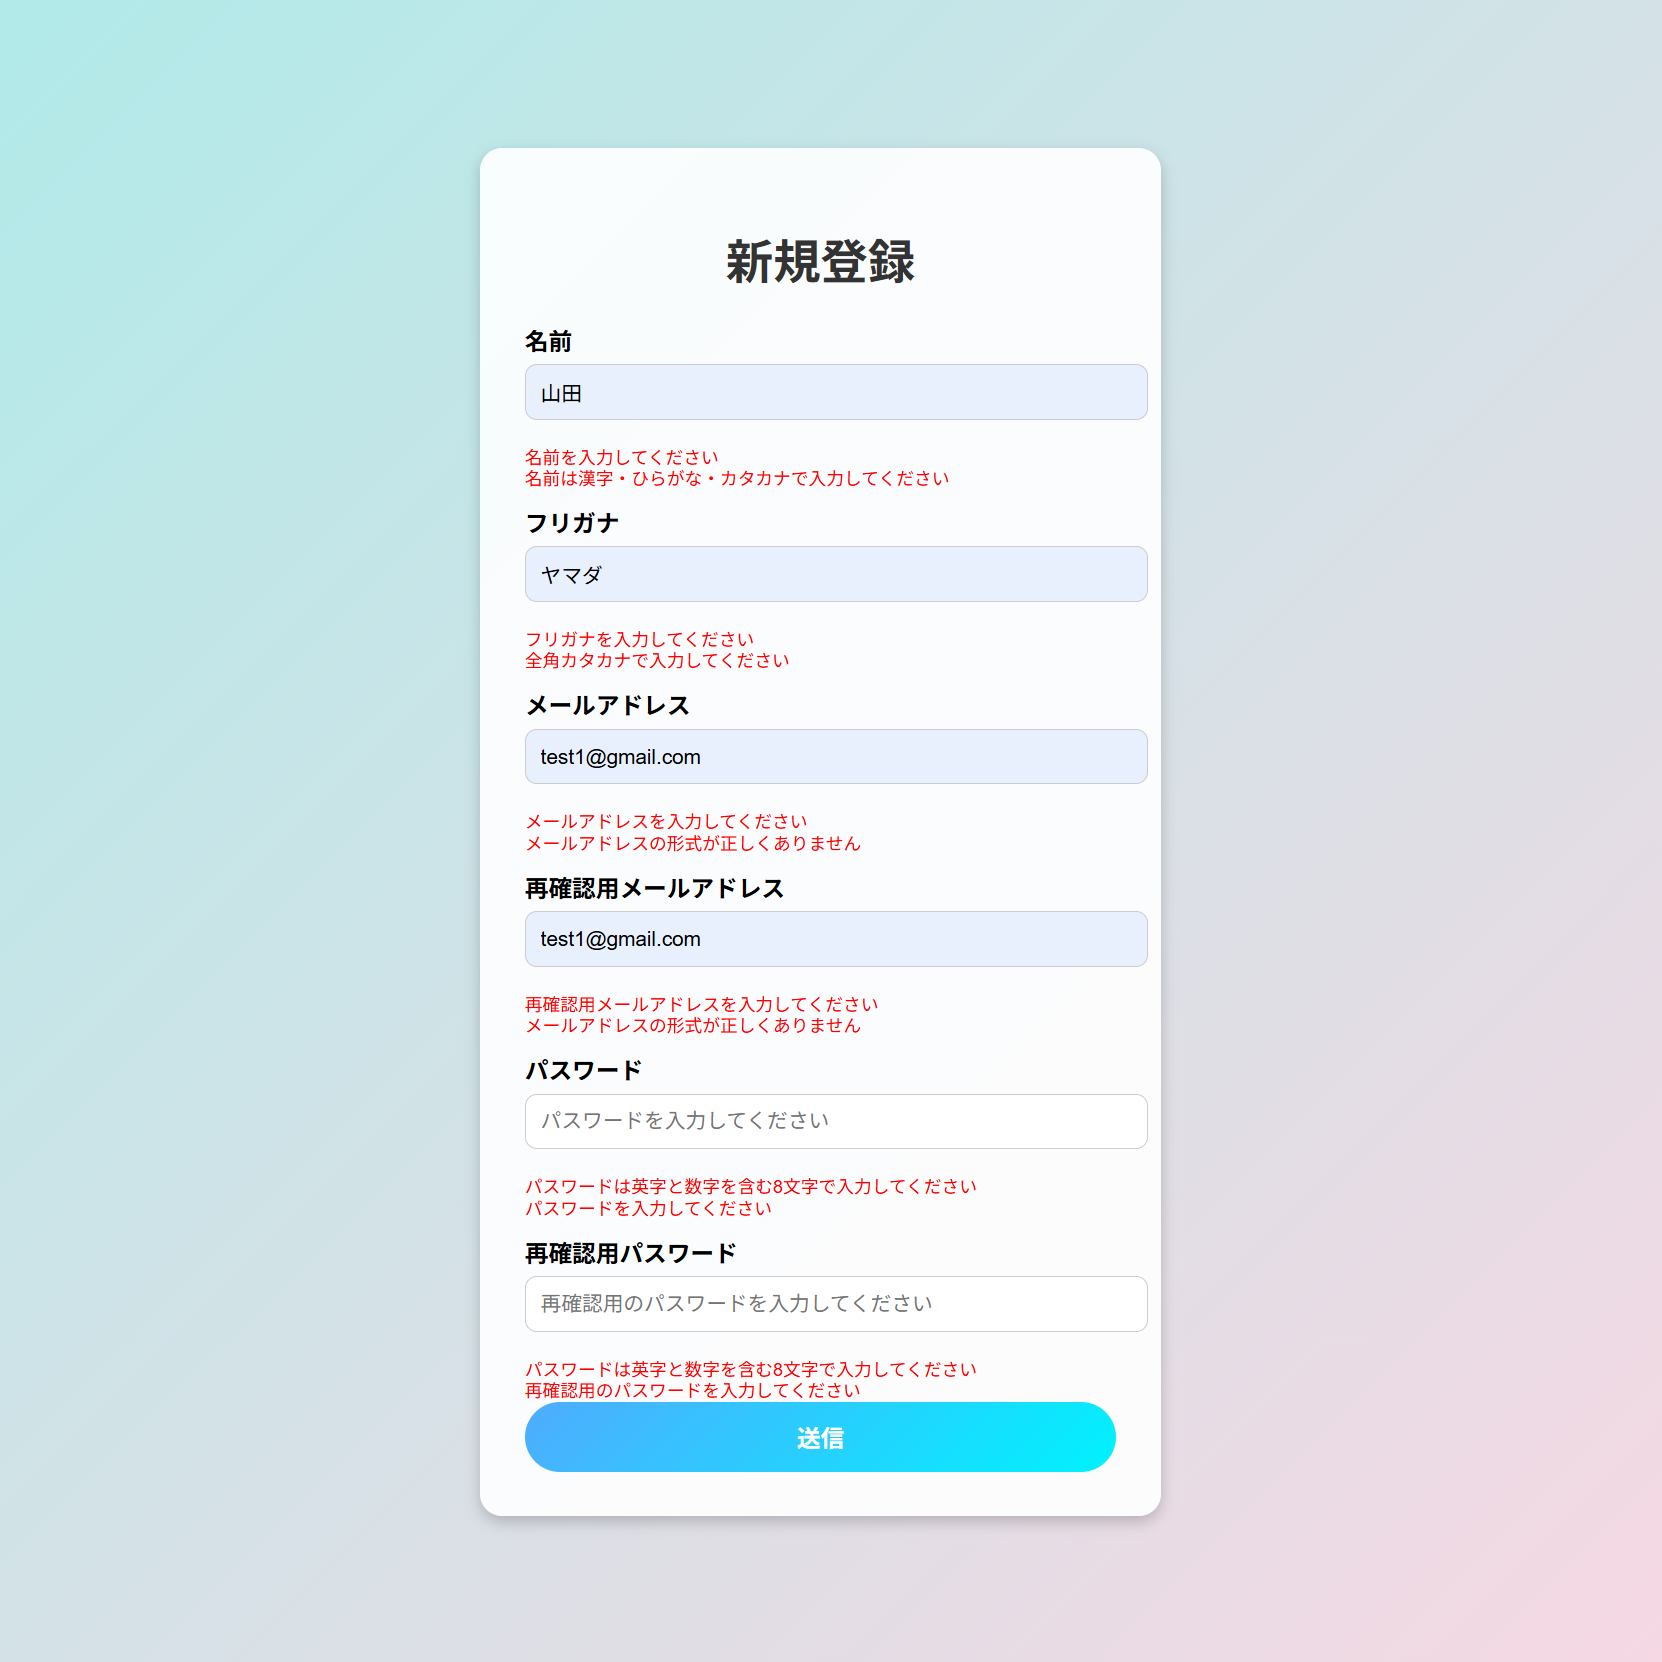 新規登録
名前
山田
名前を入力してください
名前は漢字・ひらがな・カタカナで入力してください
フリガナ
ヤマダ
フリガナを入力してください
全角カタカナで入力してください
メールアドレス
test1@gmail.com
メールアドレスを入力してください
メールアドレスの形式が正しくありません
再確認用メールアドレス
test1@gmail.com
再確認用メールアドレスを入力してください
メールアドレスの形式が正しくありません
パスワード
パスワードを入力してください
パスワードは英字と数字を含む8文字で入力してください
パスワードを入力してください
再確認用パスワード
再確認用のパスワードを入力してください
パスワードは英字と数字を含む8文字で入力してください
再確認用のパスワードを入力してください
送信